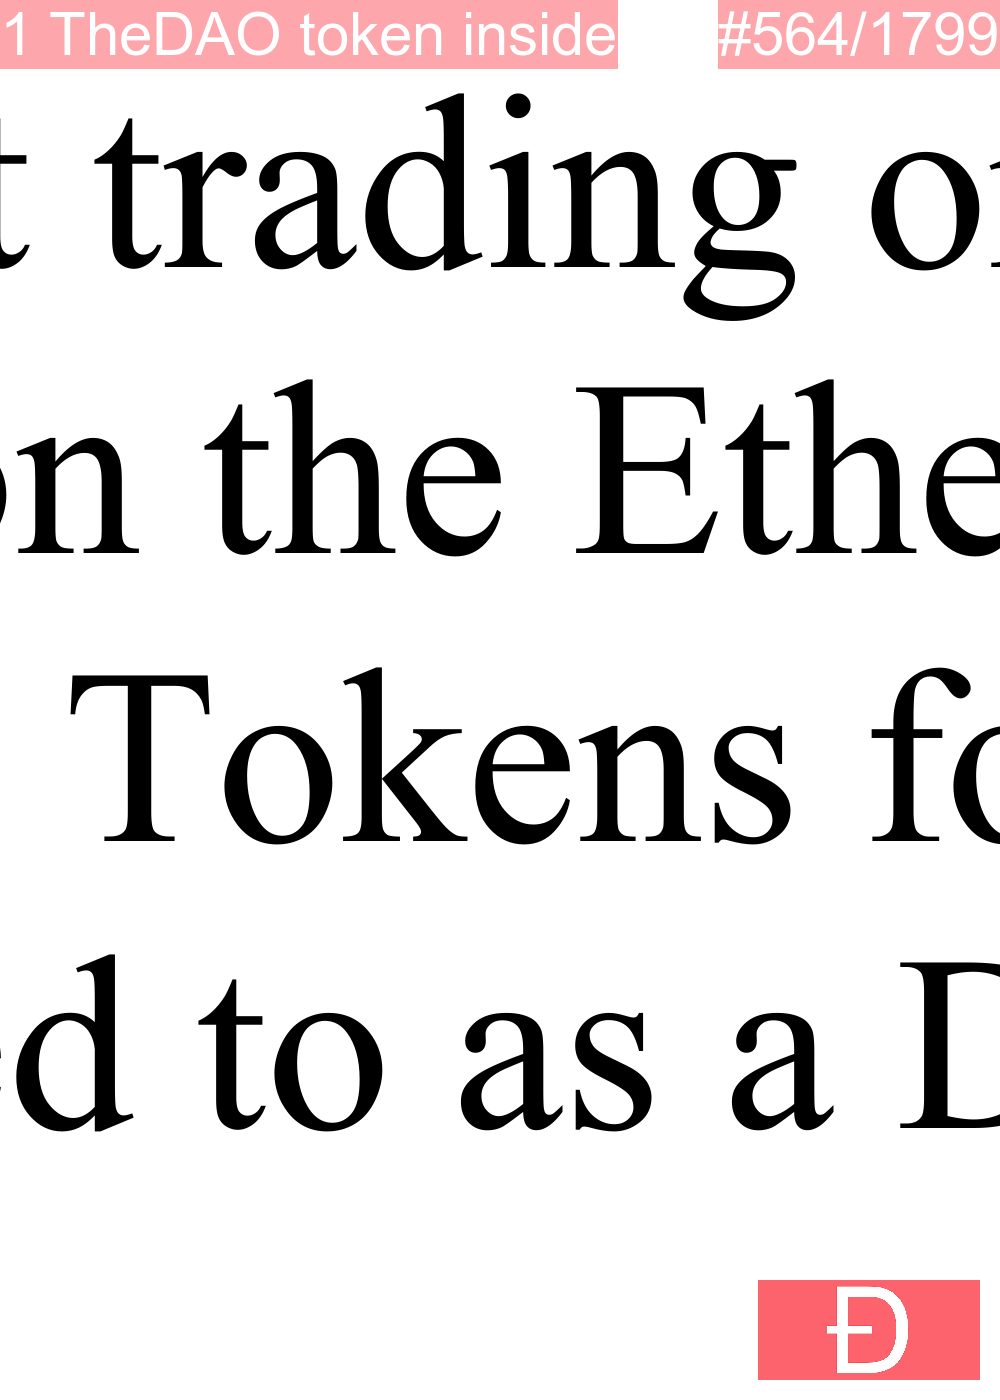 1 TheDAO token inside #564/1799
t trading o
on the Ethe
Tokens fo
ed to as a D
Đ